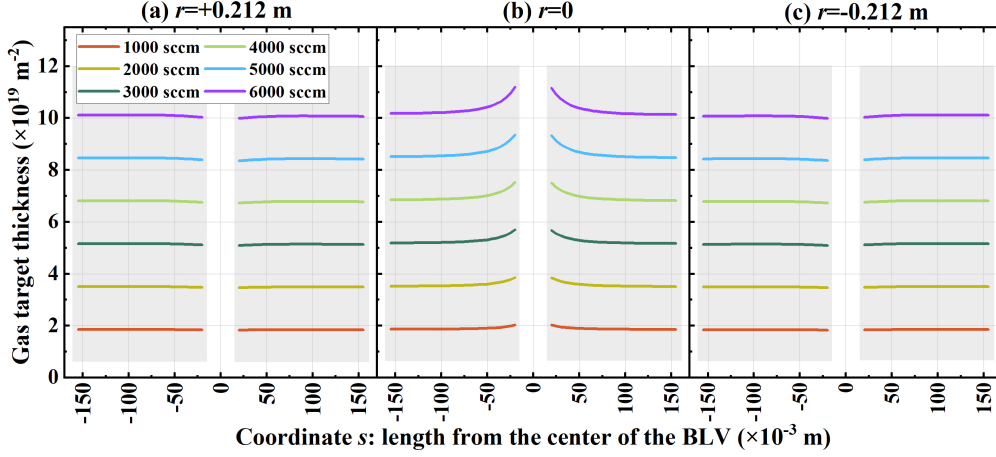 (a) r=+0.212 m
(b) r=0
(c) r=-0.212 m
1000 sccm 4000 sccm
2000 sccm 5000 sccm
3000 sccm 6000 sccm
Gas target thickness (×10¹⁹ m⁻²)
12
10
8
6
4
2
0
-150 -100 -50 0 50 100 150
-150 -100 -50 0 50 100 150
-150 -100 -50 0 50 100 150
Coordinate s: length from the center of the BLV (×10⁻³ m)